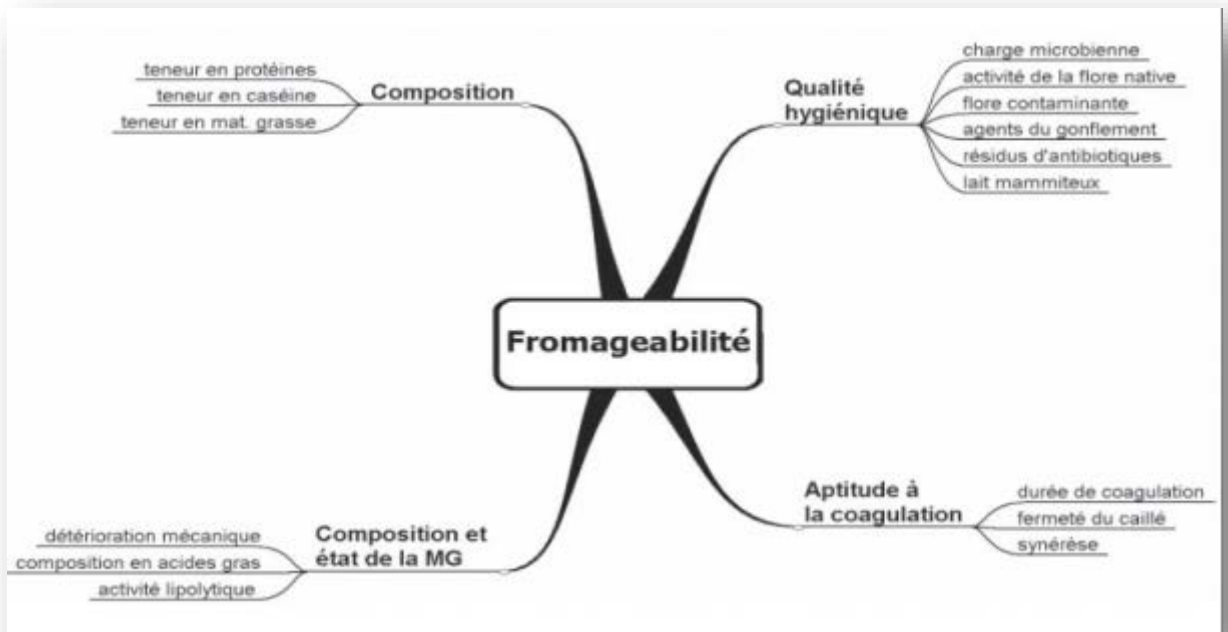 teneur en protéines
teneur en caséine
teneur en mat. grasse
Composition
Qualité
hygiénique
charge microbienne
activité de la flore native
flore contaminante
agents du gonflement
résidus d'antibiotiques
lait mammiteux
Fromageabilité
détérioration mécanique
composition en acides gras
activité lipolytique
Composition et
état de la MG
Aptitude à
la coagulation
durée de coagulation
fermeté du caillé
synérèse